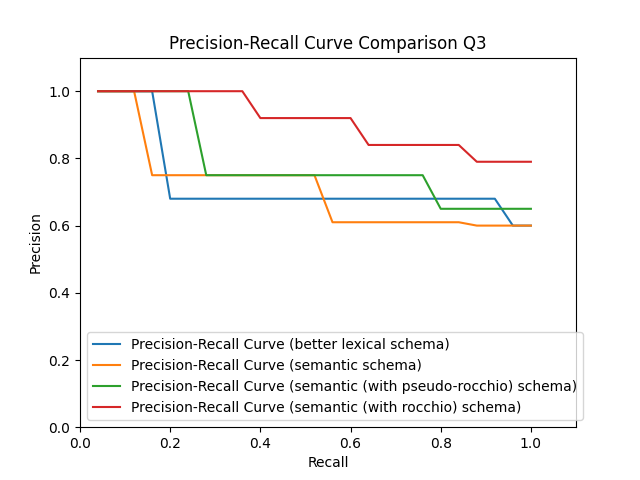 Precision-Recall Curve Comparison Q3
1.0
0.8
0.6
0.4
0.2
0.0
Precision
Precision-Recall Curve (better lexical schema)
Precision-Recall Curve (semantic schema)
Precision-Recall Curve (semantic (with pseudo-rocchio) schema)
Precision-Recall Curve (semantic (with rocchio) schema)
0.0 0.2 0.4 0.6 0.8 1.0
Recall